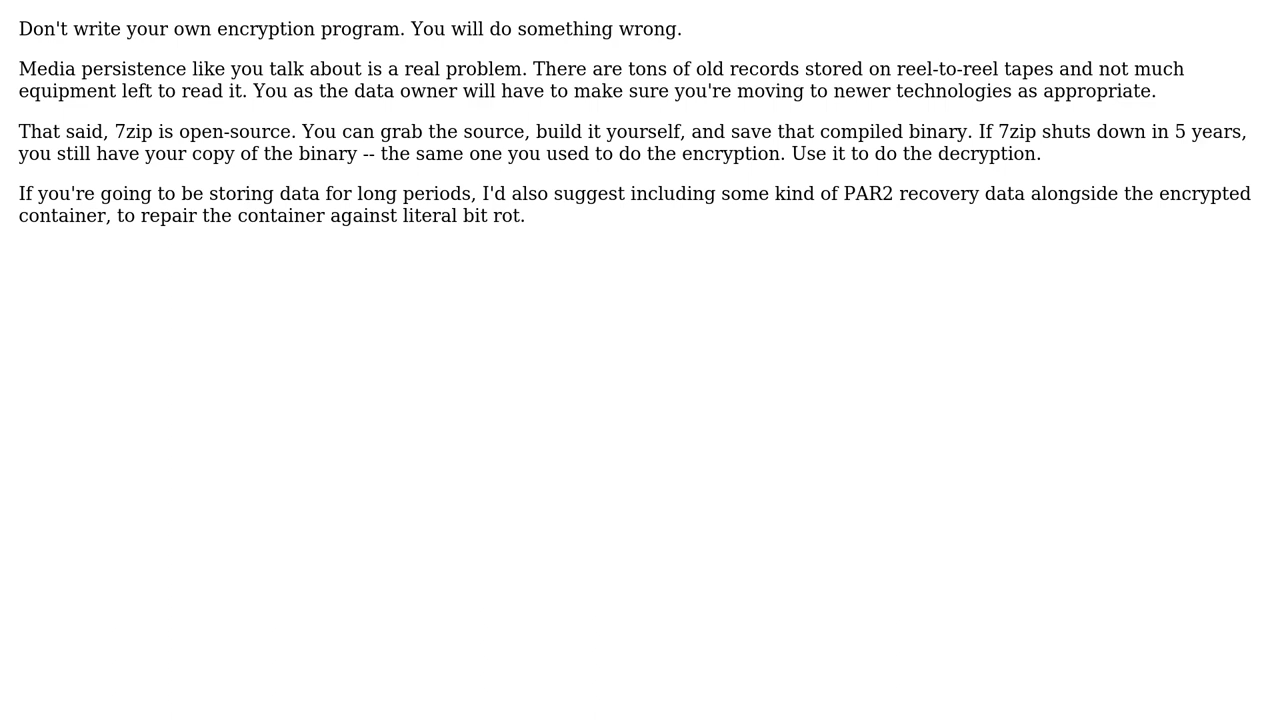 Don't write your own encryption program. You will do something wrong.
Media persistence like you talk about is a real problem. There are tons of old records stored on reel-to-reel tapes and not much
equipment left to read it. You as the data owner will have to make sure you're moving to newer technologies as appropriate.
That said, 7zip is open-source. You can grab the source, build it yourself, and save that compiled binary. If 7zip shuts down in 5 years,
you still have your copy of the binary -- the same one you used to do the encryption. Use it to do the decryption.
If you're going to be storing data for long periods, I'd also suggest including some kind of PAR2 recovery data alongside the encrypted
container, to repair the container against literal bit rot.